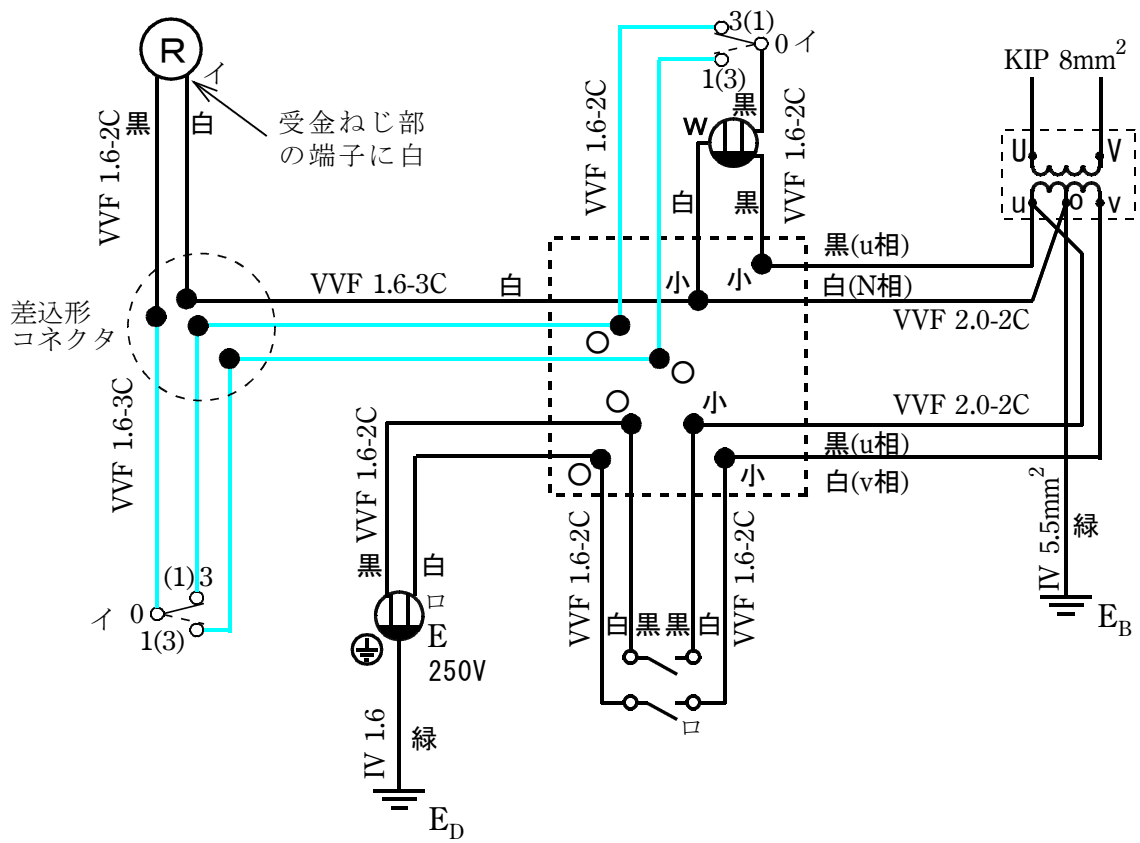 R
イ
黒
白
VVF 1.6-2C
受金ねじ部
の端子に白
3(1)
0 イ
1(3)
VVF 1.6-2C
黒
VVF 1.6-2C
W
白
黒
KIP 8mm²
U
V
u
o
v
差込形
コネクタ
VVF 1.6-3C
白
小
小
黒(u相)
白(N相)
VVF 2.0-2C
○
○
○
小
VVF 2.0-2C
黒(u相)
○
小
白(v相)
VVF 1.6-3C
VVF 1.6-2C
黒
白
VVF 1.6-2C
白
黒
黒
白
VVF 1.6-2C
IV 5.5mm²
緑
E_B
(1)3
イ 0
1(3)
ロ
E
250V
ロ
IV 1.6
緑
E_D